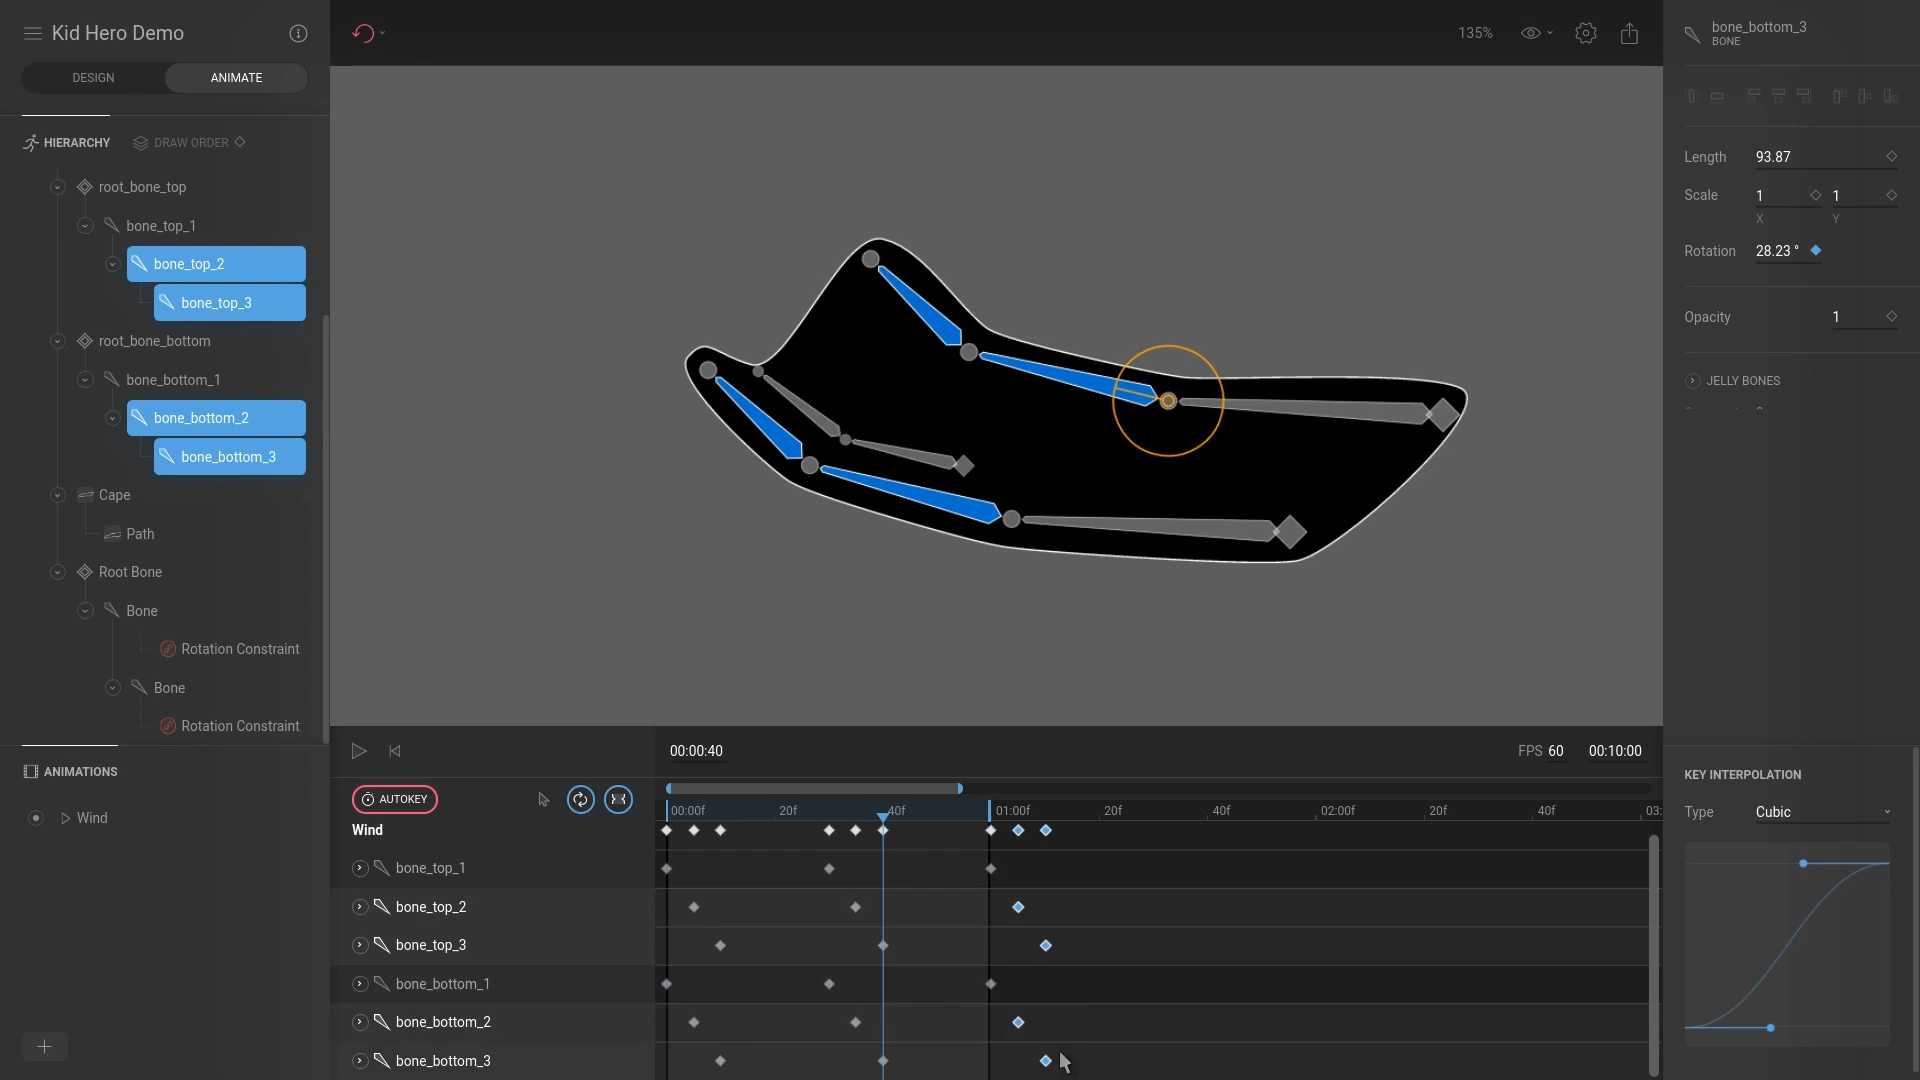 Kid Hero Demo
DESIGN
ANIMATE
HIERARCHY
DRAW ORDER
root_bone_top
bone_top_1
bone_top_2
bone_top_3
root_bone_bottom
bone_bottom_1
bone_bottom_2
bone_bottom_3
Cape
Path
Root Bone
Bone
Rotation Constraint
Bone
Rotation Constraint
ANIMATIONS
Wind
135%
00:00:40
FPS 60
00:10:00
AUTOKEY
00:00f
20f
40f
01:00f
20f
40f
02:00f
20f
40f
03:
Wind
bone_top_1
bone_top_2
bone_top_3
bone_bottom_1
bone_bottom_2
bone_bottom_3
bone_bottom_3
BONE
Length 93.87
Scale 1 1
X Y
Rotation 28.23 °
Opacity 1
JELLY BONES
KEY INTERPOLATION
Type Cubic